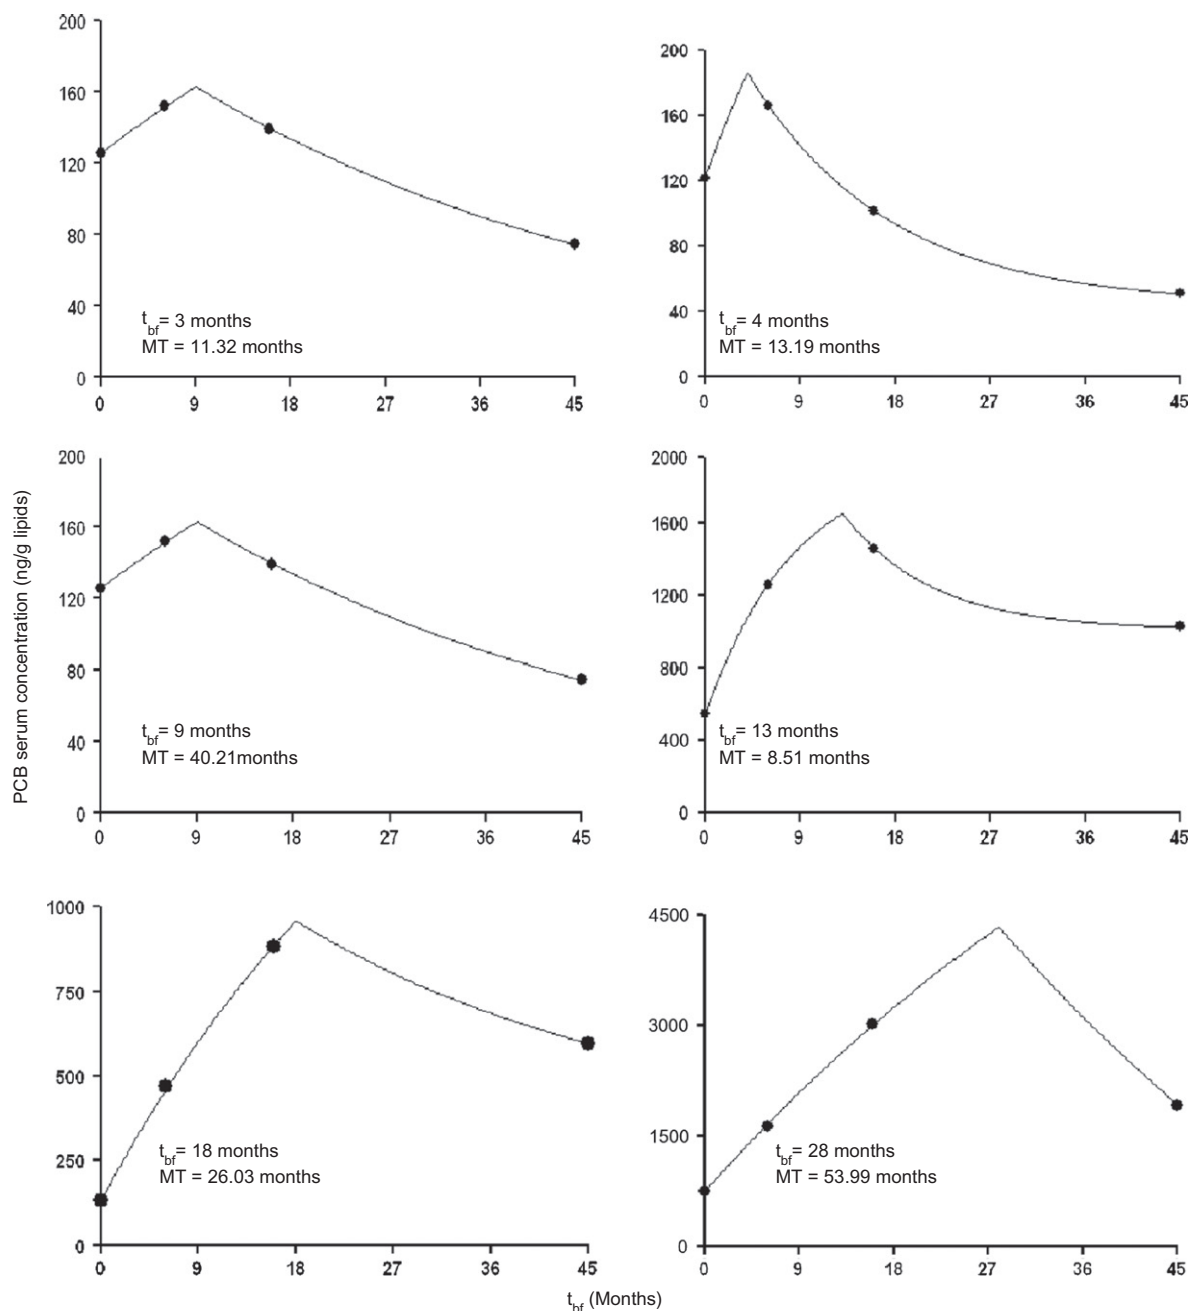 200
160
120
80
40
0
0 9 18 27 36 45
t_bf= 3 months
MT = 11.32 months
200
160
120
80
40
0
0 9 18 27 36 45
t_bf= 4 months
MT = 13.19 months
PCB serum concentration (ng/g lipids)
200
160
120
80
40
0
0 9 18 27 36 45
t_bf= 9 months
MT = 40.21months
2000
1600
1200
800
400
0
0 9 18 27 36 45
t_bf= 13 months
MT = 8.51 months
1000
750
500
250
0
0 9 18 27 36 45
t_bf= 18 months
MT = 26.03 months
4500
3000
1500
0
0 9 18 27 36 45
t_bf= 28 months
MT = 53.99 months
t_bf (Months)